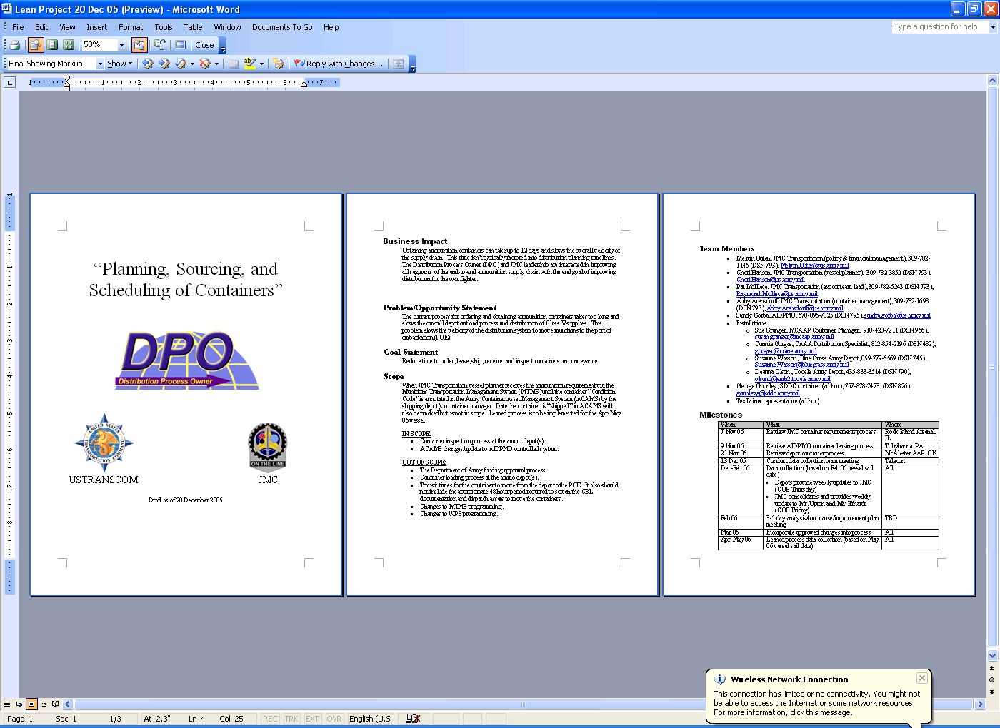 Lean Project 20 Dec 05 (Preview) - Microsoft Word
File Edit View Insert Format Tools Table Window Documents To Go Help
Type a question for help
53% Close
Final Showing Markup Show Reply with Changes...
1 1 2 3 4 5 6 7
“Planning, Sourcing, and
Scheduling of Containers”
DPO
Distribution Process Owner
UNITED STATES
TRANSPORTATION COMMAND
ON THE LINE
USTRANSCOM JMC
Draft as of 20 December 2005
Business Impact
Obtaining ammunition containers can take up to 12 days and slows the overall velocity of
the supply chain. This time isn't typically factored into distribution planning timelines.
The Distribution Process Owner (DPO) and JMC leadership are interested in improving
all segments of the end-to-end ammunition supply chain with the end goal of improving
distribution for the war fighter.
Problem/Opportunity Statement
The current process for ordering and obtaining ammunition containers takes too long and
slows the overall depot outload process and distribution of Class V supplies. This
problem slows the velocity of the distribution system to move munitions to the port of
embarkation (POE).
Goal Statement
Reduce time to order, lease, ship, receive, and inspect containers on conveyance.
Scope
When JMC Transportation vessel planner receives the ammunition requirement via the
Munitions Transportation Management System (MTMS) until the container “Condition
Code” is annotated in the Army Container Asset Management System (ACAMS) by the
shipping depot(s) container manager. Date the container is “shipped” in ACAMS will
also be tracked but is not in scope. Leaned process is to be implemented for the Apr-May
06 vessel.
IN SCOPE:
• Container inspection process at the ammo depot(s).
• ACAMS changes/update to AIDPMO controlled system.
OUT OF SCOPE:
• The Department of Army funding approval process.
• Container loading process at the ammo depot(s).
• Transit times for the container to move from the depot to the POE. It also should
not include the approximate 48 hour period required to screen the CBL
documentation and dispatch assets to move the containers.
• Changes to MTMS programming.
• Changes to WPS programming.
Team Members
• Melvin Outen, JMC Transportation (policy & financial management), 309-782-
1146 (DSN 793), Melvin.Outen@us.army.mil
• Cheri Hansen, JMC Transportation (vessel planner), 309-782-3852 (DSN 793),
Cheri.Hansen@us.army.mil
• Pat McIllece, JMC Transportation (export team lead), 309-782-6243 (DSN 793),
Raymond.Mcillece@us.army.mil
• Abby Arensdorff, JMC Transportation (container management), 309-782-1693
(DSN 793), Abby.Arensdorff@us.army.mil
• Sandy Gorba, AIDPMO, 570-895-7025 (DSN 795), sandra.gorba@us.army.mil
• Installations
o Sue Granger, MCAAP Container Manager, 918-420-7211 (DSN 956),
susan.granger@mcaap.army.mil
o Connie Gorgas, CAAA Distribution Specialist, 812-854-2196 (DSN 482),
gorgasc@crane.army.mil
o Suzanne Wasson, Blue Grass Army Depot, 859-779-6569 (DSN 745),
Suzanne.Wasson@bluegrass.army.mil
o Deanna Olson, Tooele Army Depot, 435-833-3514 (DSN 790),
olsond@emh2.tooele.army.mil
• George Gounley, SDDC container (ad hoc), 757-878-7473, (DSN 826)
gounleyg@sddc.army.mil
• TexTainer representative (ad hoc)
Milestones
When What Where
7 Nov 05 Review JMC container requirements process Rock Island Arsenal,
IL
9 Nov 05 Review AIDPMO container leasing process Tobyhanna, PA
21 Nov 05 Review depot container process McAlester AAP, OK
13 Dec 05 Conduct data collection team meeting Telecon
Dec-Feb 06 Data collection (based on Feb 06 vessel sail All
date)
• Depots provide weekly updates to JMC
(COB Thursday)
• JMC consolidates and provides weekly
update to Mr. Upton and Maj Elhardt
(COB Friday)
Feb 06 3-5 day analysis/root cause/improvement plan TBD
meeting
Mar 06 Incorporate approved changes into process All
Apr-May 06 Leaned process data collection (based on May All
06 vessel sail date)
Wireless Network Connection
This connection has limited or no connectivity. You might not
be able to access the Internet or some network resources.
For more information, click this message.
Page 1 Sec 1 1/3 At 2.3" Ln 4 Col 25 REC TRK EXT OVR English (U.S